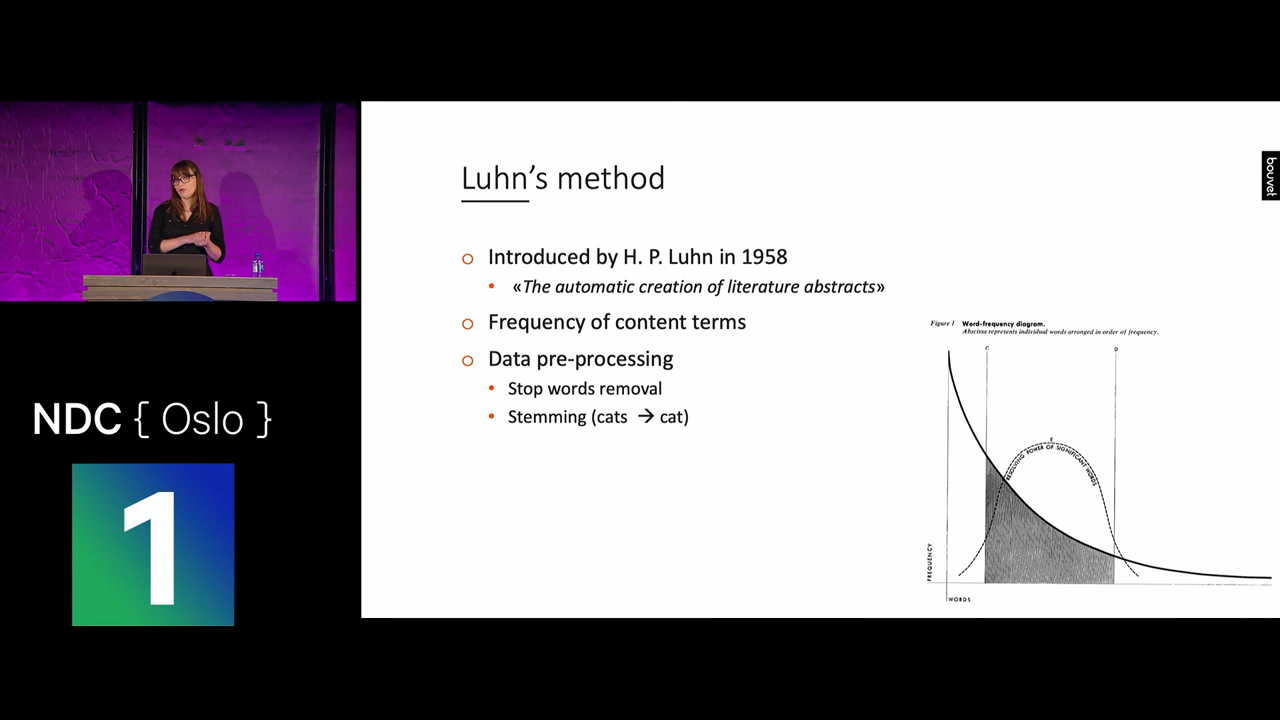 Luhn's method
bouvet
Introduced by H. P. Luhn in 1958
«The automatic creation of literature abstracts»
Frequency of content terms
Data pre-processing
Stop words removal
Stemming (cats → cat)
Figure 1 Word-frequency diagram.
Abscissa represents individual words arranged in order of frequency.
C
D
E
RESOLVING POWER OF SIGNIFICANT WORDS
FREQUENCY
WORDS
NDC { Oslo }
1